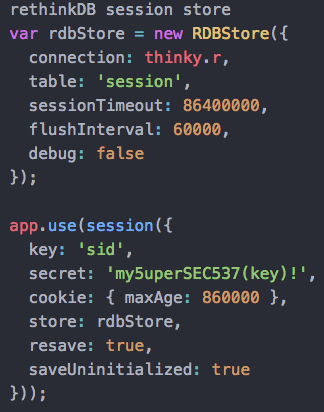 rethinkDB session store
var rdbStore = new RDBStore({
  connection: thinky.r,
  table: 'session',
  sessionTimeout: 86400000,
  flushInterval: 60000,
  debug: false
});

app.use(session({
  key: 'sid',
  secret: 'my5uperSEC537(key)!',
  cookie: { maxAge: 860000 },
  store: rdbStore,
  resave: true,
  saveUninitialized: true
}));